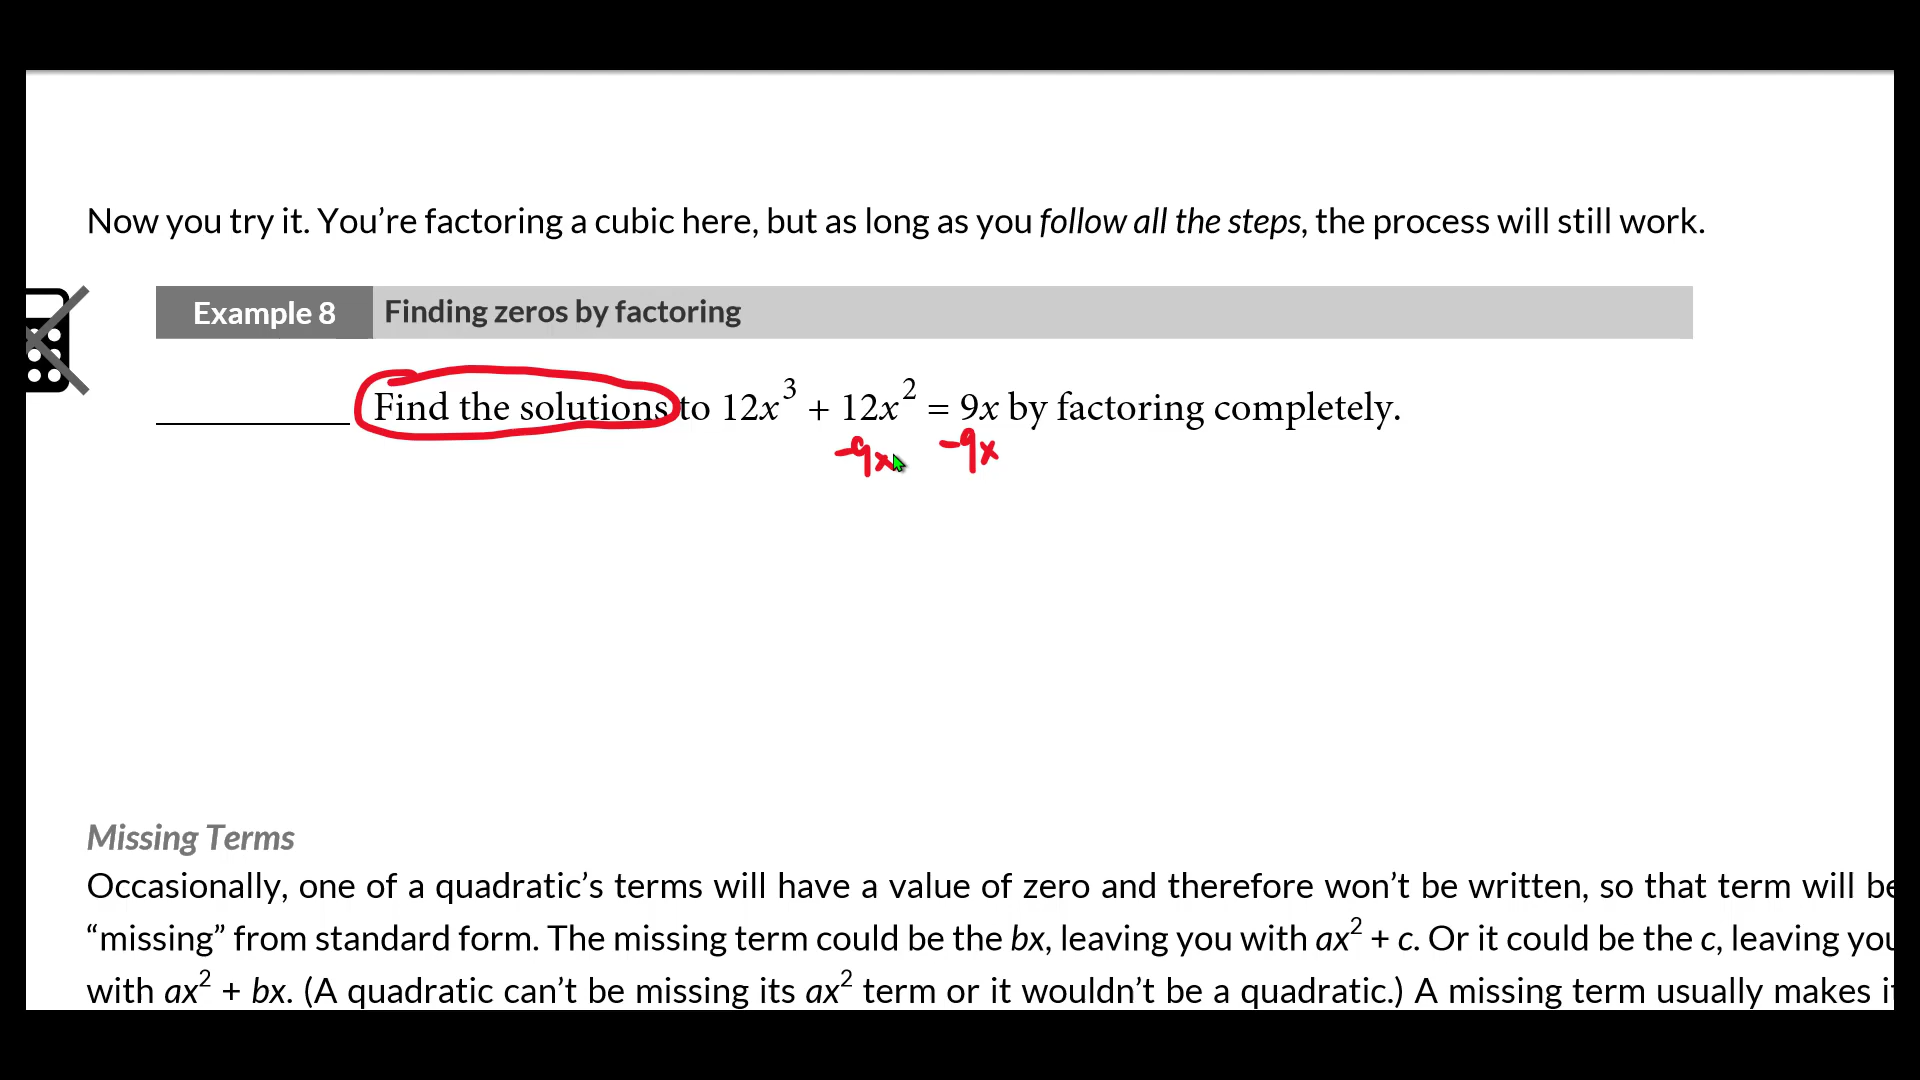 Now you try it. You’re factoring a cubic here, but as long as you follow all the steps, the process will still work.
Example 8 Finding zeros by factoring
Find the solutions to 12x³ + 12x² = 9x by factoring completely.
-9x -9x
Missing Terms
Occasionally, one of a quadratic’s terms will have a value of zero and therefore won’t be written, so that term will be
“missing” from standard form. The missing term could be the bx, leaving you with ax² + c. Or it could be the c, leaving you
with ax² + bx. (A quadratic can’t be missing its ax² term or it wouldn’t be a quadratic.) A missing term usually makes it